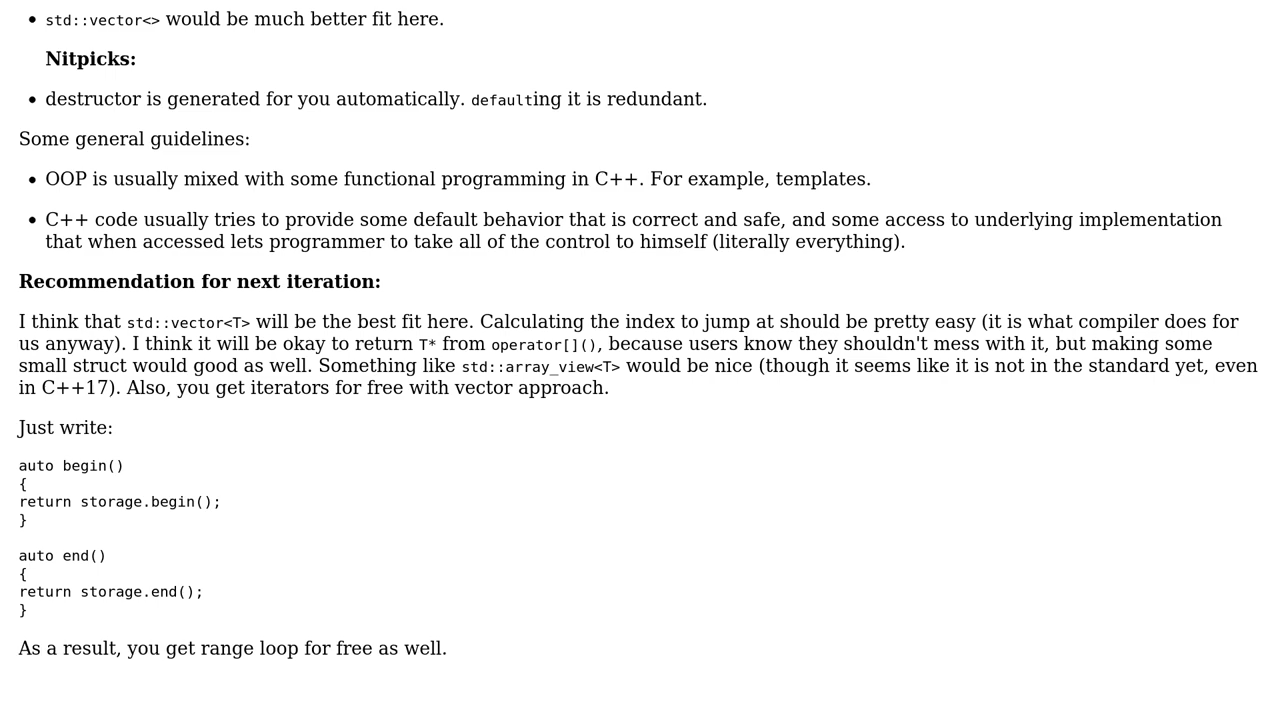 • std::vector<> would be much better fit here.
Nitpicks:
• destructor is generated for you automatically. defaulting it is redundant.
Some general guidelines:
• OOP is usually mixed with some functional programming in C++. For example, templates.
• C++ code usually tries to provide some default behavior that is correct and safe, and some access to underlying implementation
that when accessed lets programmer to take all of the control to himself (literally everything).
Recommendation for next iteration:
I think that std::vector<T> will be the best fit here. Calculating the index to jump at should be pretty easy (it is what compiler does for
us anyway). I think it will be okay to return T* from operator[](), because users know they shouldn't mess with it, but making some
small struct would good as well. Something like std::array_view<T> would be nice (though it seems like it is not in the standard yet, even
in C++17). Also, you get iterators for free with vector approach.
Just write:
auto begin()
{
return storage.begin();
}
auto end()
{
return storage.end();
}
As a result, you get range loop for free as well.